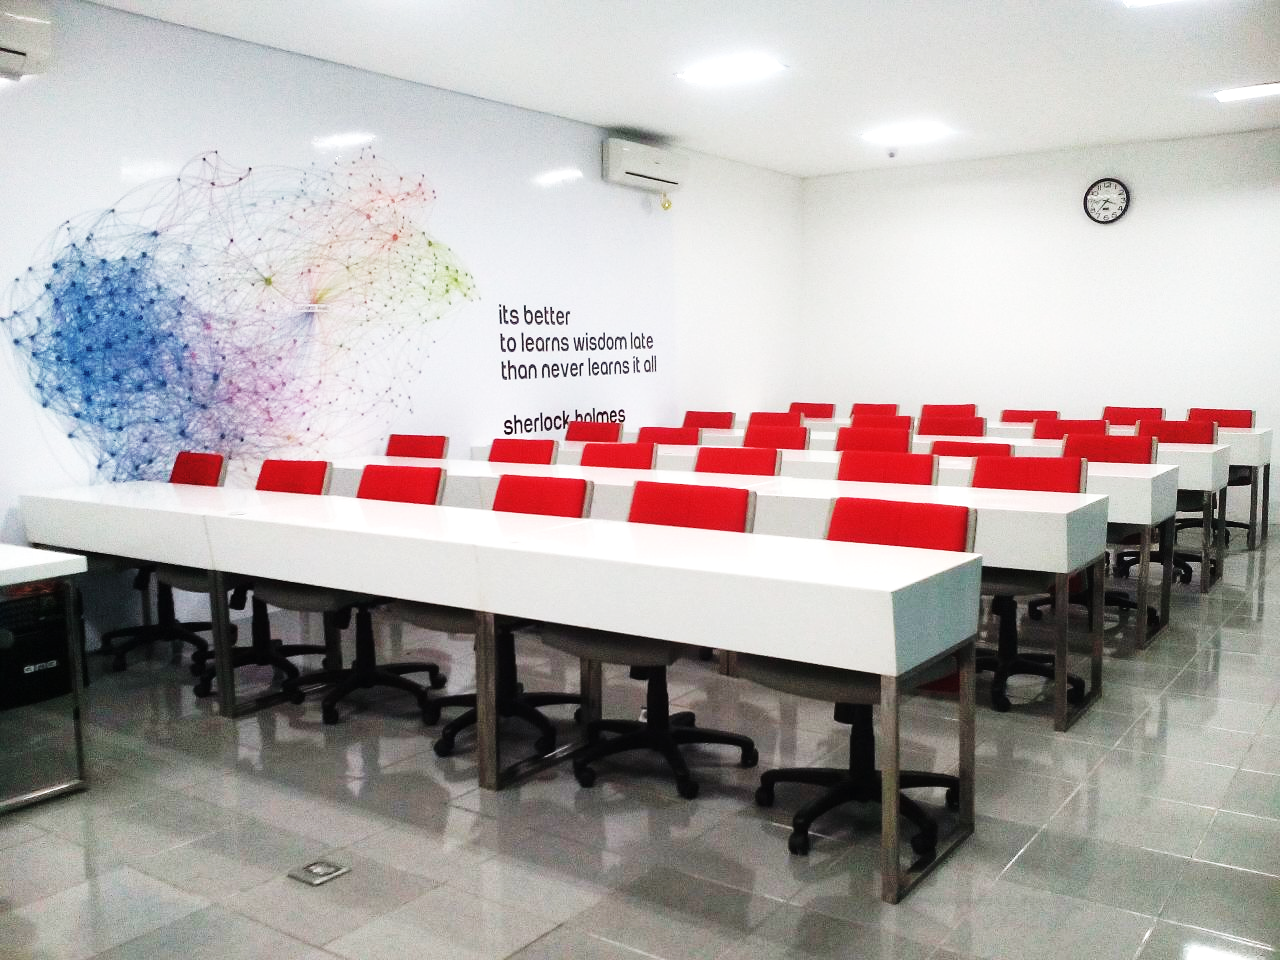 its better
to learns wisdom late
than never learns it all
sherlock holmes